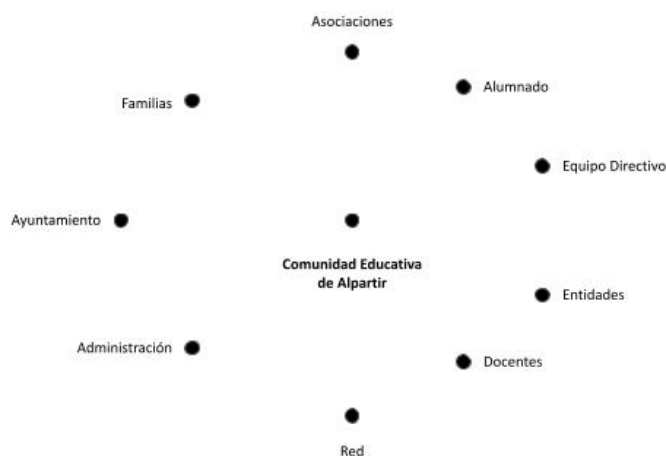 Asociaciones
Alumnado
Familias
Equipo Directivo
Ayuntamiento
Comunidad Educativa
de Alpartir
Entidades
Administración
Docentes
Red